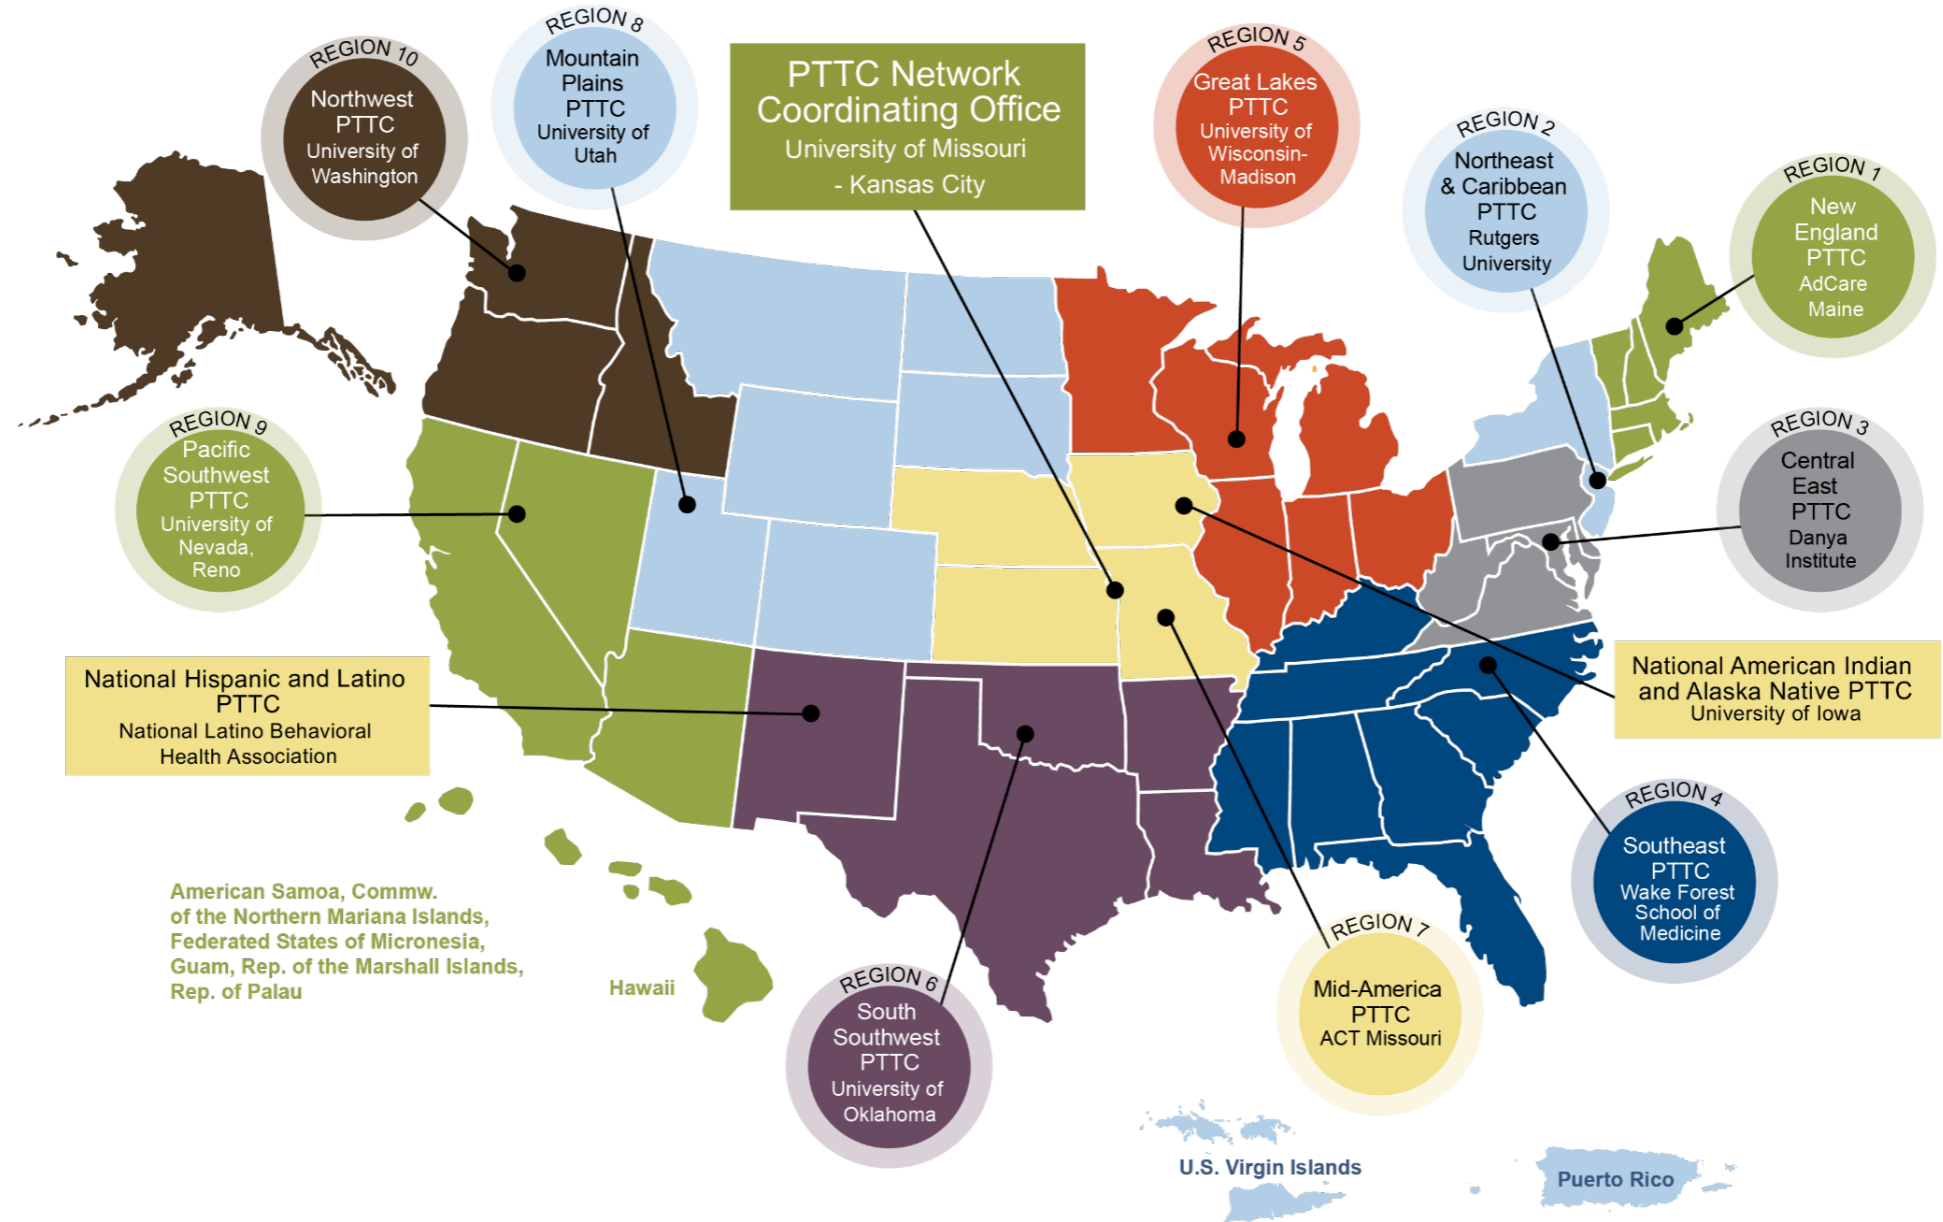 REGION 10
Northwest
PTTC
University of
Washington
REGION 8
Mountain
Plains
PTTC
University of
Utah
PTTC Network
Coordinating Office
University of Missouri
- Kansas City
REGION 5
Great Lakes
PTTC
University of
Wisconsin-
Madison
REGION 2
Northeast
& Caribbean
PTTC
Rutgers
University
REGION 1
New
England
PTTC
AdCare
Maine
REGION 9
Pacific
Southwest
PTTC
University of
Nevada,
Reno
REGION 3
Central
East
PTTC
Danya
Institute
National Hispanic and Latino
PTTC
National Latino Behavioral
Health Association
National American Indian
and Alaska Native PTTC
University of Iowa
REGION 4
Southeast
PTTC
Wake Forest
School of
Medicine
American Samoa, Commw.
of the Northern Mariana Islands,
Federated States of Micronesia,
Guam, Rep. of the Marshall Islands,
Rep. of Palau
Hawaii
REGION 6
South
Southwest
PTTC
University of
Oklahoma
REGION 7
Mid-America
PTTC
ACT Missouri
U.S. Virgin Islands
Puerto Rico